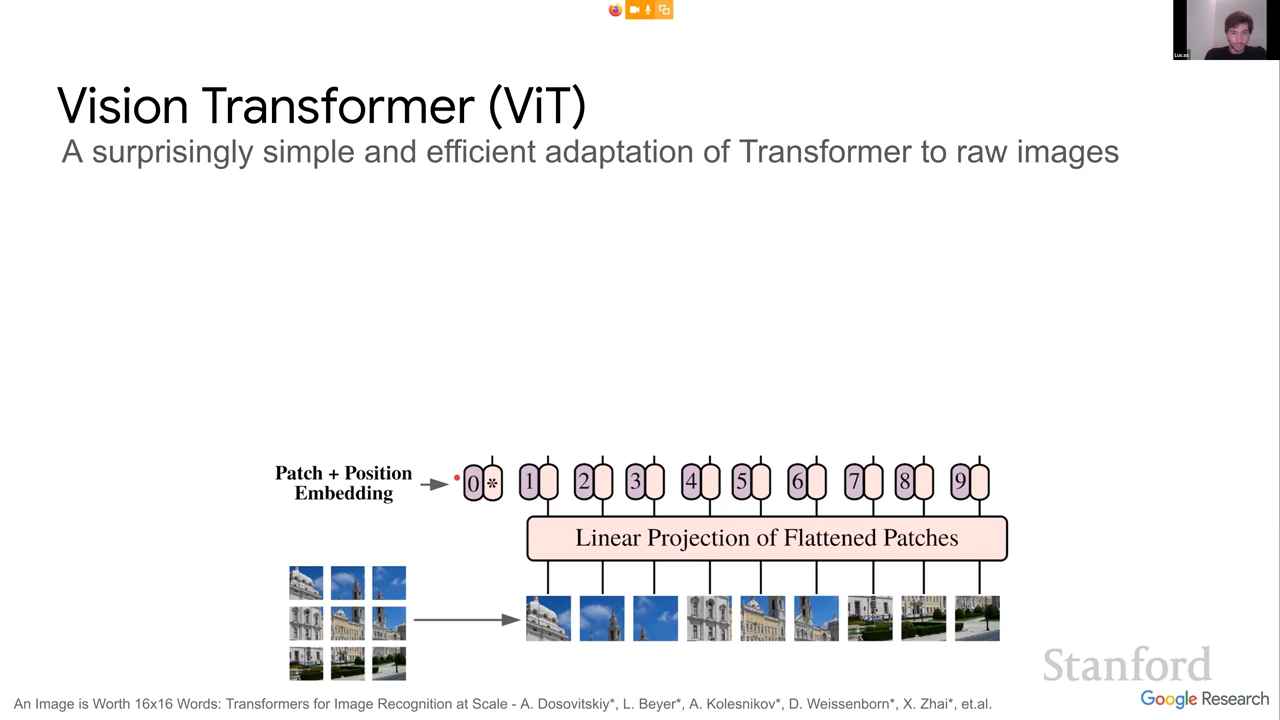 Lucas
Vision Transformer (ViT)
A surprisingly simple and efficient adaptation of Transformer to raw images
Patch + Position
Embedding
0 * 1 2 3 4 5 6 7 8 9
Linear Projection of Flattened Patches
Stanford
Google Research
An Image is Worth 16x16 Words: Transformers for Image Recognition at Scale - A. Dosovitskiy*, L. Beyer*, A. Kolesnikov*, D. Weissenborn*, X. Zhai*, et.al.